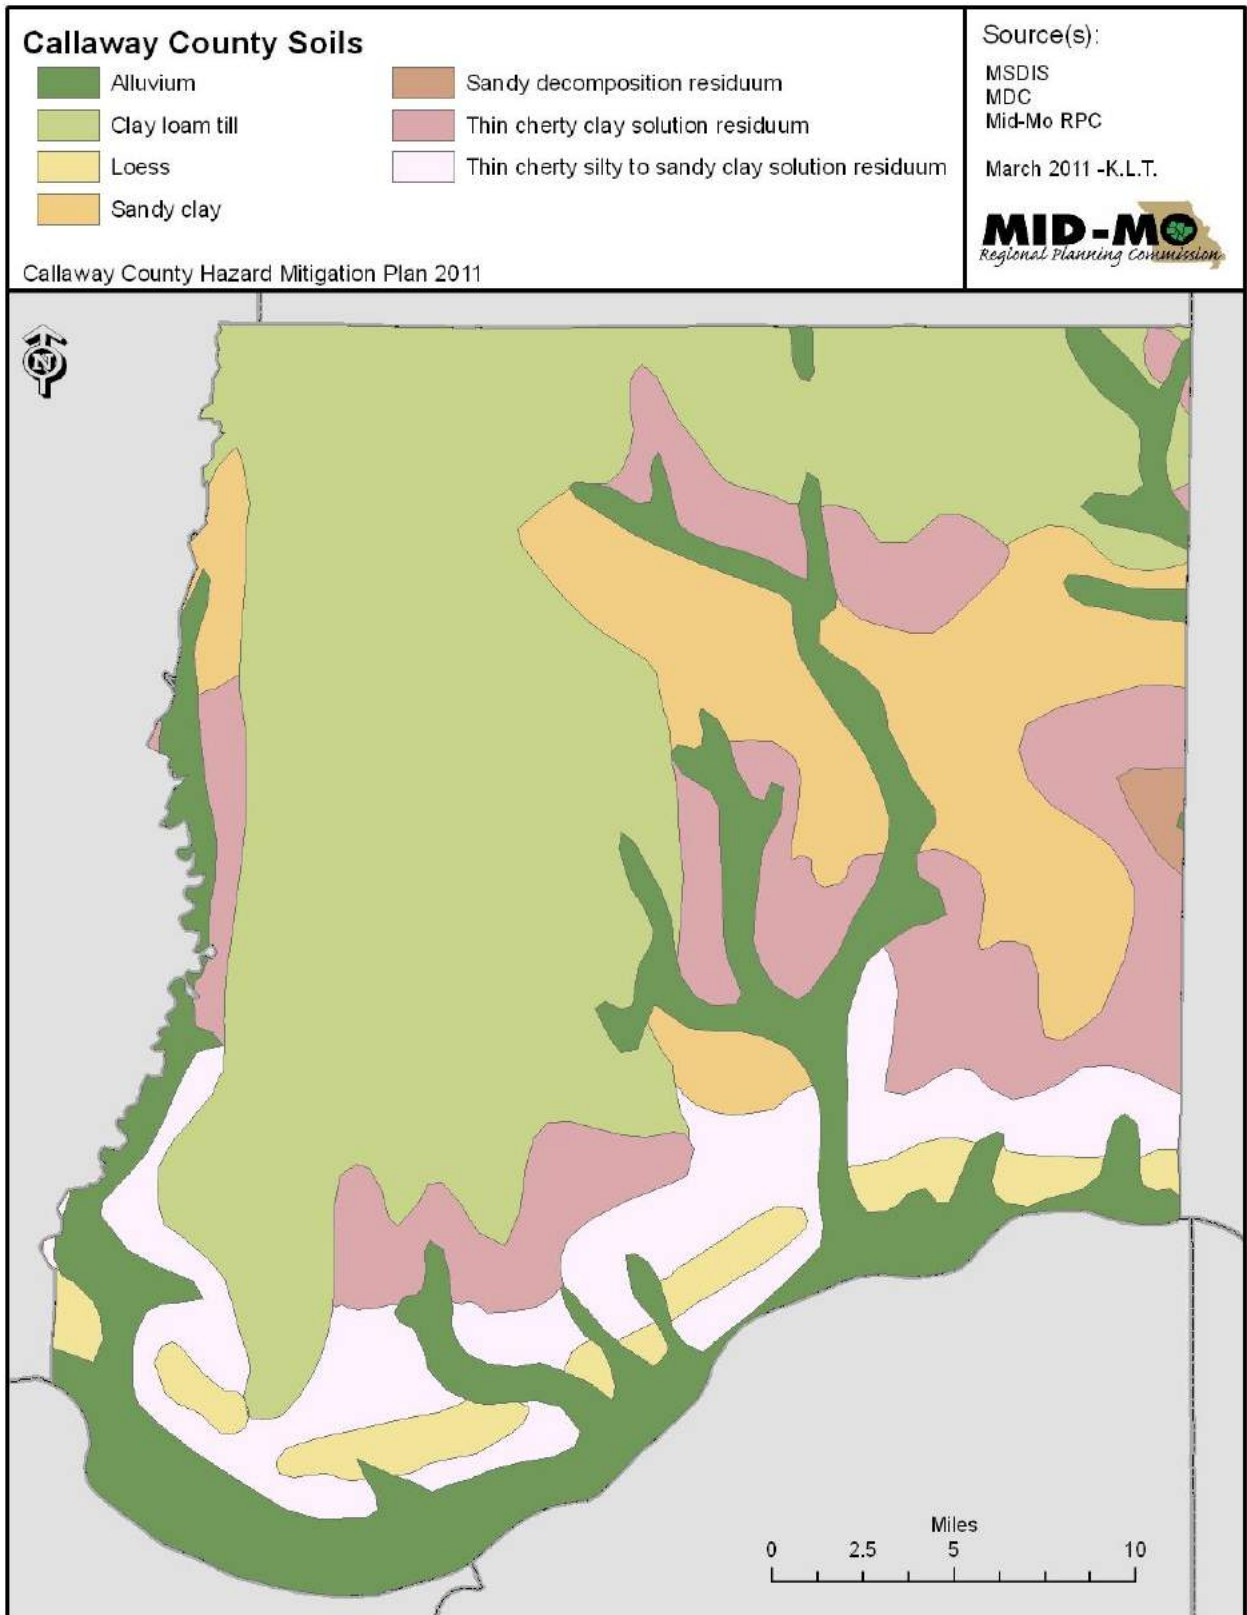 Callaway County Soils
Alluvium
Clay loam till
Loess
Sandy clay
Sandy decomposition residuum
Thin cherty clay solution residuum
Thin cherty silty to sandy clay solution residuum
Callaway County Hazard Mitigation Plan 2011
Source(s):
MSDIS
MDC
Mid-Mo RPC
March 2011 -K.L.T.
MID-MO
Regional Planning Commission
N
Miles
0 2.5 5 10